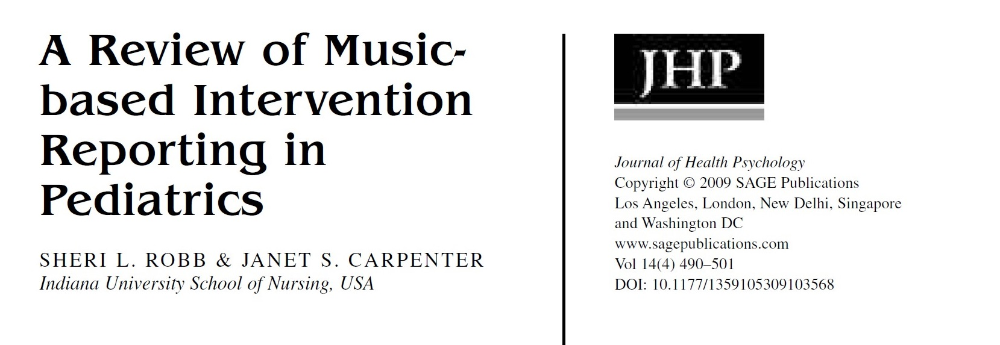 A Review of Music-
based Intervention
Reporting in
Pediatrics
SHERI L. ROBB & JANET S. CARPENTER
Indiana University School of Nursing, USA
JHP
Journal of Health Psychology
Copyright © 2009 SAGE Publications
Los Angeles, London, New Delhi, Singapore
and Washington DC
www.sagepublications.com
Vol 14(4) 490–501
DOI: 10.1177/1359105309103568